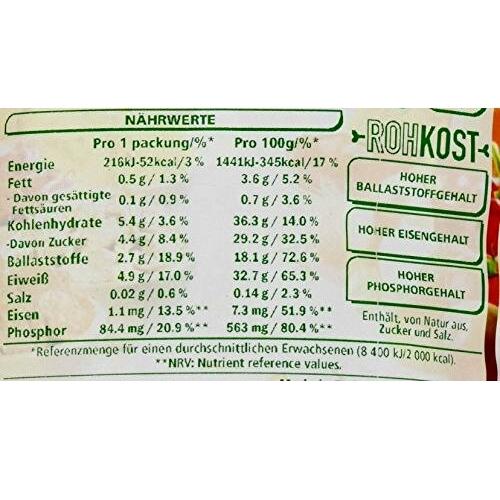 NÄHRWERTE
Pro 1 packung/%* Pro 100g/%*
Energie 216kJ-52kcal/3 % 1441kJ-345kcal/17 %
Fett 0.5 g / 1.3 % 3.6 g / 5.2 %
- Davon gesättigte
Fettsäuren 0.1 g / 0.9 % 0.7 g / 3.6 %
Kohlenhydrate 5.4 g / 3.6 % 36.3 g / 14.0 %
-Davon Zucker 4.4 g / 8.4 % 29.2 g / 32.5 %
Ballaststoffe 2.7 g / 18.9 % 18.1 g / 72.6 %
Eiweiß 4.9 g / 17.0 % 32.7 g / 65.3 %
Salz 0.02 g / 0.6 % 0.14 g / 2.3 %
Eisen 1.1 mg / 13.5 %** 7.3 mg / 51.9 %**
Phosphor 84.4 mg / 20.9 %** 563 mg / 80.4 %**
*Referenzmenge für einen durchschnittlichen Erwachsenen (8 400 kJ/2 000 kcal).
**NRV: Nutrient reference values.
ROHKOST
HOHER
BALLASTSTOFFGEHALT
HOHER EISENGEHALT
HOHER
PHOSPHORGEHALT
Enthält, von Natur aus,
Zucker und Salz.